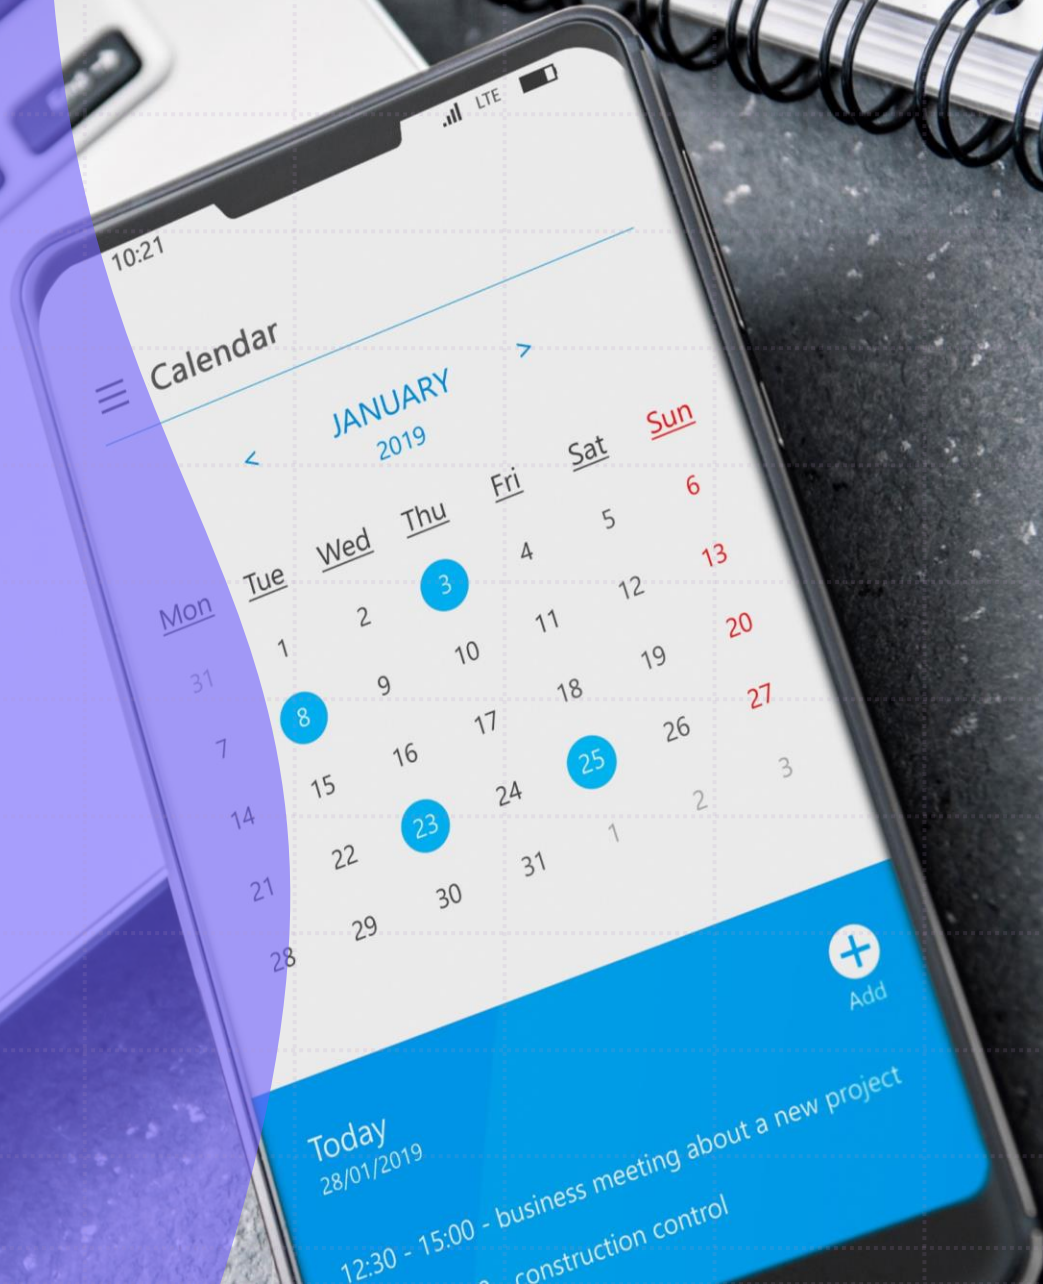 LTE
10:21
Calendar
< JANUARY >
2019
Mon Tue Wed Thu Fri Sat Sun
31 1 2 3 4 5 6
7 8 9 10 11 12 13
14 15 16 17 18 19 20
21 22 23 24 25 26 27
28 29 30 31 1 2 3
Add
Today
28/01/2019
12:30 - 15:00 - business meeting about a new project
- construction control